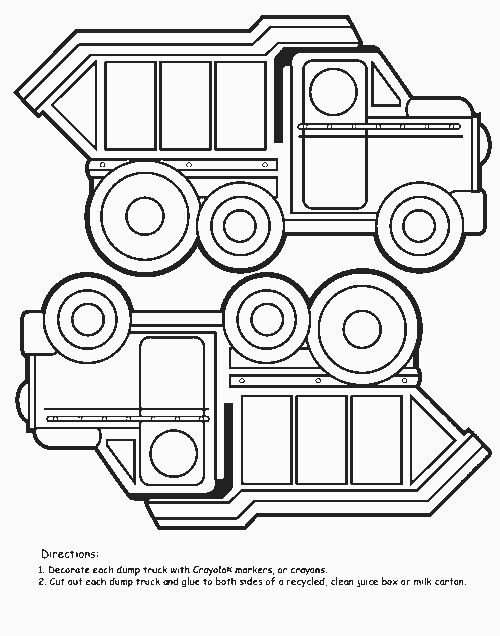 Directions:
1. Decorate each dump truck with Crayola® markers, or crayons.
2. Cut out each dump truck and glue to both sides of a recycled, clean juice box or milk carton.